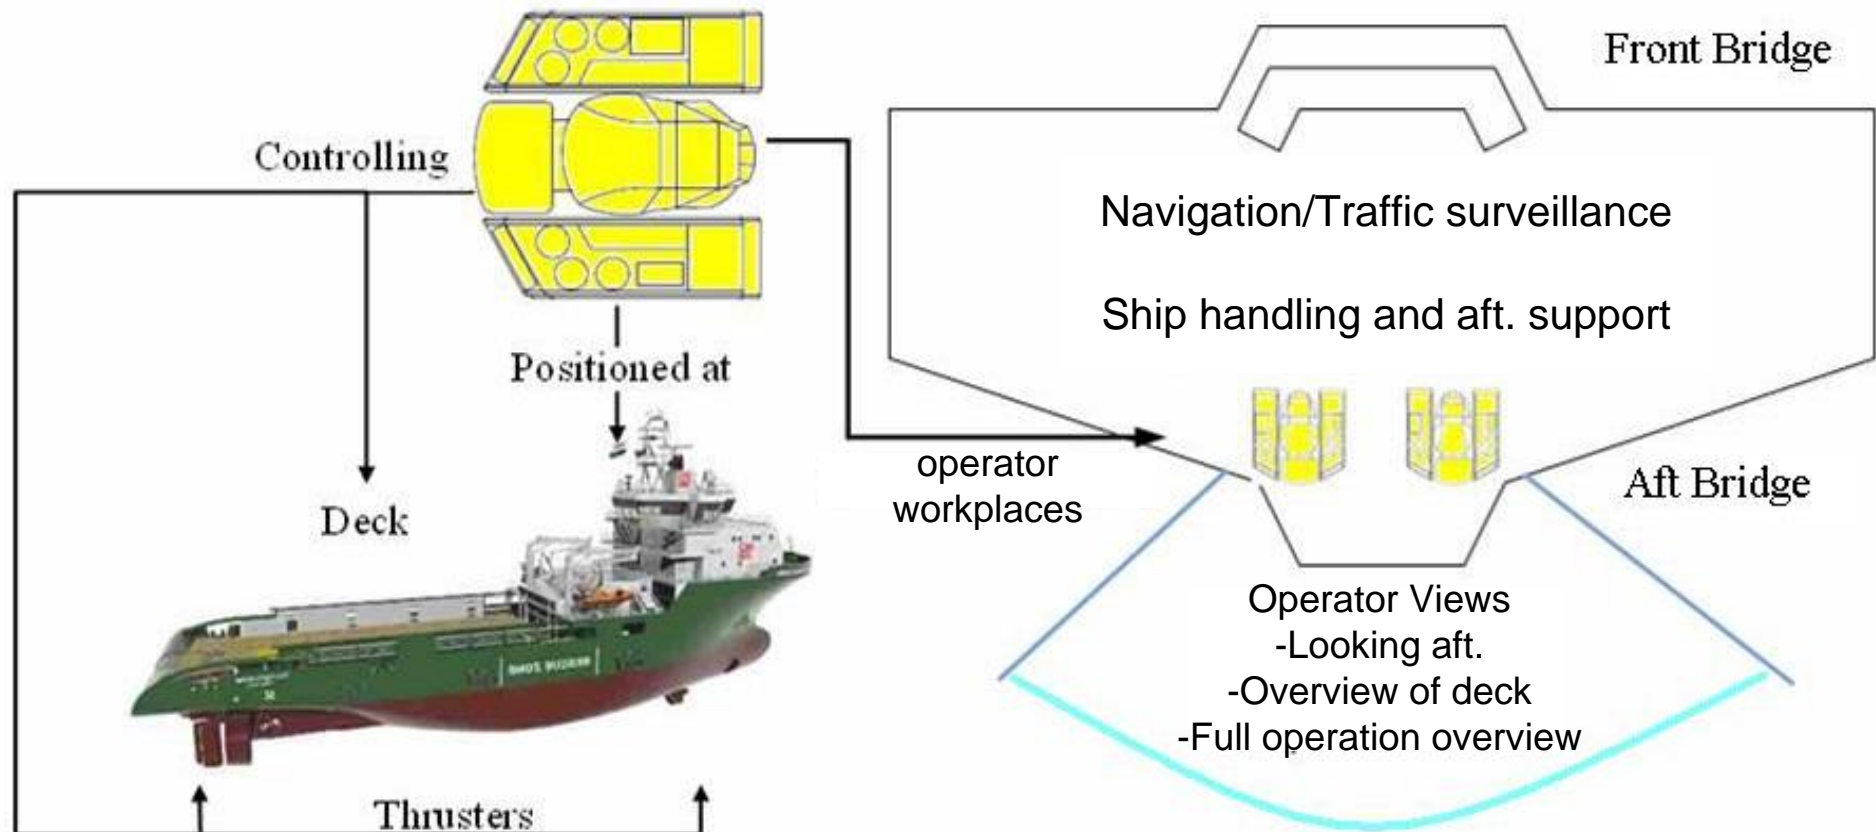 Front Bridge
Controlling
Navigation/Traffic surveillance
Ship handling and aft. support
Positioned at
operator
workplaces
Aft Bridge
Deck
Operator Views
-Looking aft.
-Overview of deck
-Full operation overview
Thrusters